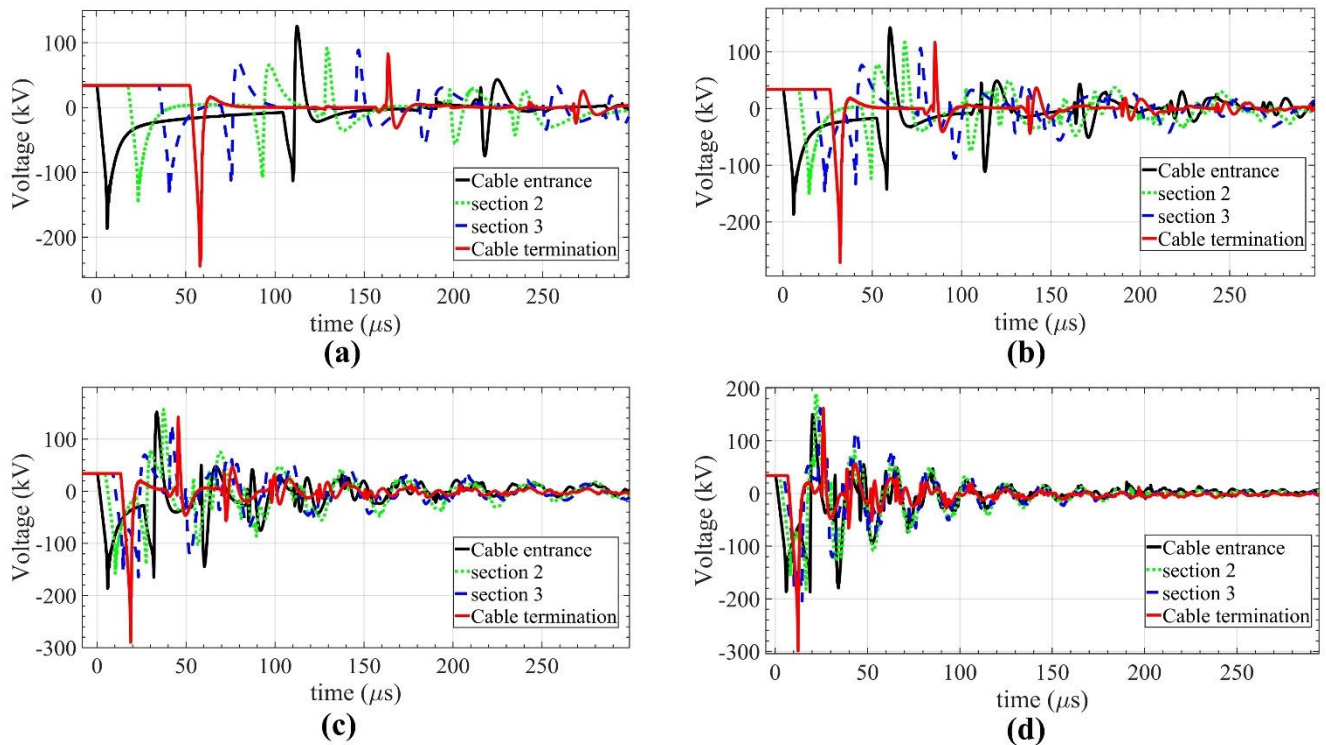 100
0
-100
-200
Voltage (kV)
Cable entrance
section 2
section 3
Cable termination
0 50 100 150 200 250
time (μs)
(a)
100
0
-100
-200
Voltage (kV)
Cable entrance
section 2
section 3
Cable termination
0 50 100 150 200 250
time (μs)
(b)
100
0
-100
-200
-300
Voltage (kV)
Cable entrance
section 2
section 3
Cable termination
0 50 100 150 200 250
time (μs)
(c)
200
100
0
-100
-200
-300
Voltage (kV)
Cable entrance
section 2
section 3
Cable termination
0 50 100 150 200 250
time (μs)
(d)